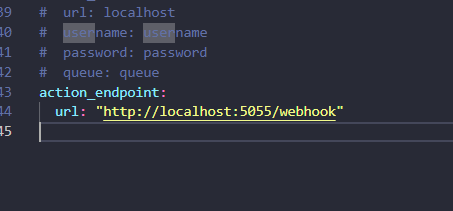 39 #  url: localhost
40 #  username: username
41 #  password: password
42 #  queue: queue
43 action_endpoint:
44   url: "http://localhost:5055/webhook"
45